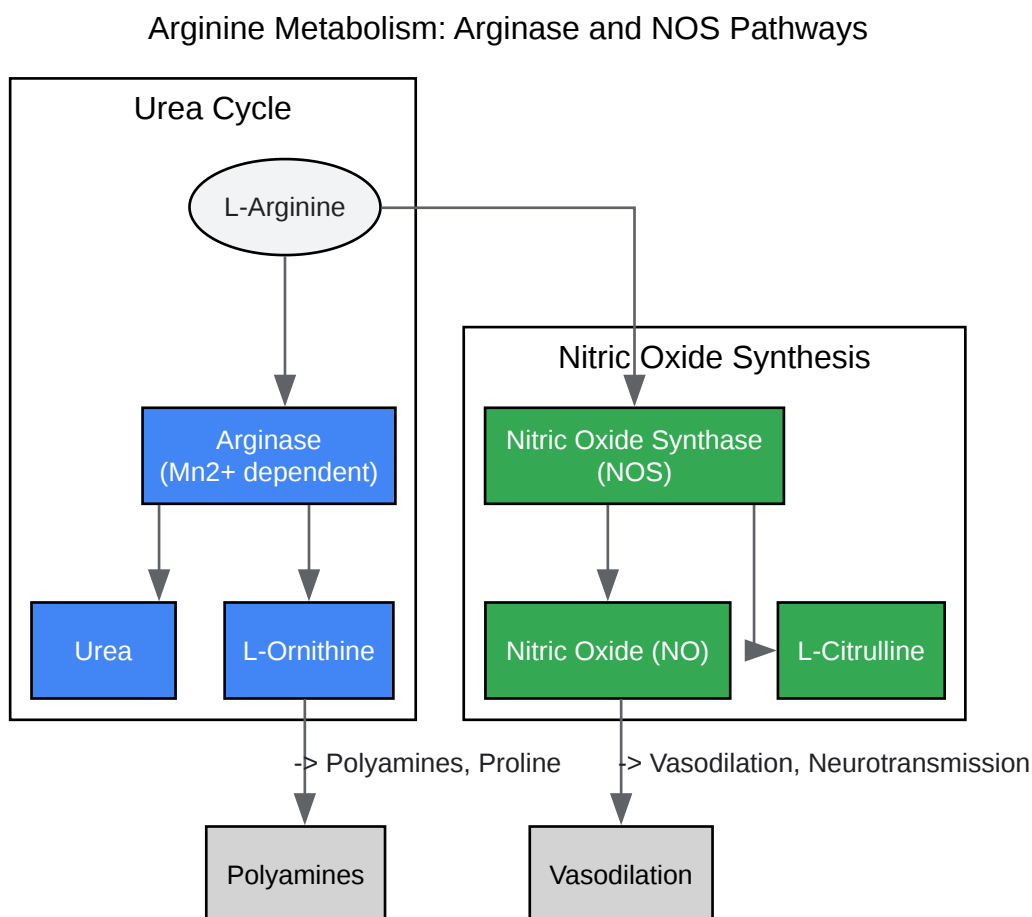 Arginine Metabolism: Arginase and NOS Pathways
Urea Cycle
L-Arginine
Nitric Oxide Synthesis
Arginase
(Mn2+ dependent)
Nitric Oxide Synthase
(NOS)
Urea
L-Ornithine
Nitric Oxide (NO)
L-Citrulline
-> Polyamines, Proline
-> Vasodilation, Neurotransmission
Polyamines
Vasodilation